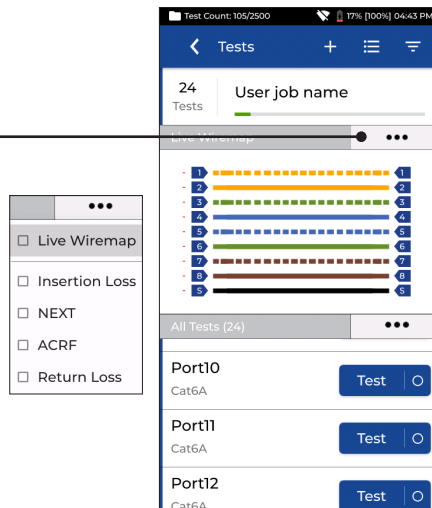 Test Count: 105/2500 17% [100%] 04:43 PM
Tests
24
Tests
User job name
Live Wiremap
1 1
2 2
3 3
4 4
5 5
6 6
7 7
8 8
S S
Live Wiremap
Insertion Loss
NEXT
ACRF
Return Loss
All Tests (24)
Port10
Cat6A
Test
Port11
Cat6A
Test
Port12
Cat6A
Test